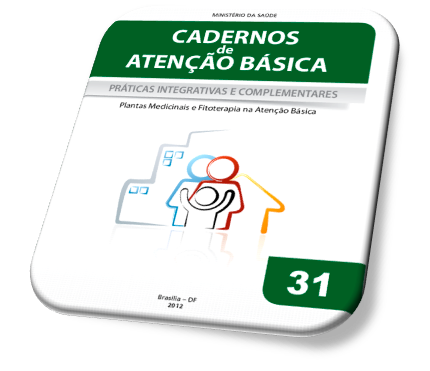 MINISTÉRIO DA SAÚDE
CADERNOS
de
ATENÇÃO BÁSICA
PRÁTICAS INTEGRATIVAS E COMPLEMENTARES
Plantas Medicinais e Fitoterapia na Atenção Básica
31
Brasília – DF
2012